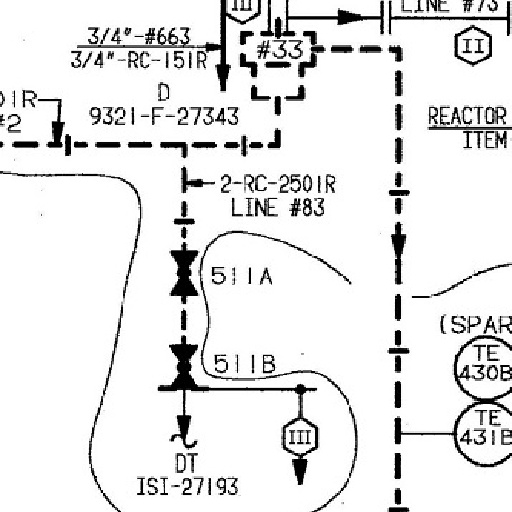 III
LINE #73
3/4"-#663
3/4"-RC-151R
#33
II
D
9321-F-27343
01R
#2
REACTOR
ITEM
2-RC-2501R
LINE #83
511A
(SPAR
511B
TE
430B
TE
431B
III
DT
ISI-27193